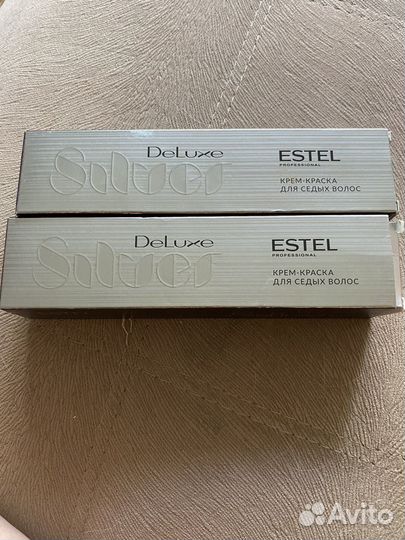 DeLuxe
Silver
ESTEL
PROFESSIONAL
КРЕМ-КРАСКА
ДЛЯ СЕДЫХ ВОЛОС
DeLuxe
Silver
ESTEL
PROFESSIONAL
КРЕМ-КРАСКА
ДЛЯ СЕДЫХ ВОЛОС
Avito